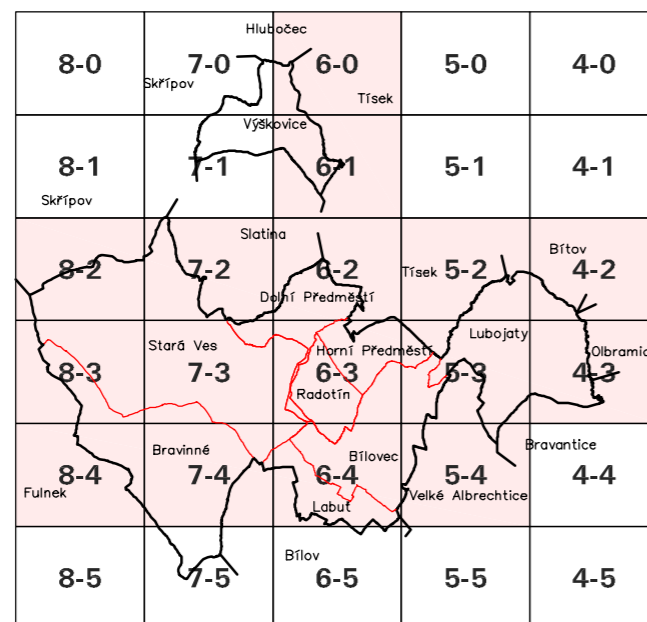 Hlubočec
8-0 7-0 6-0 5-0 4-0
Skřípov
Tísek
Výškovice
8-1 7-1 6-1 5-1 4-1
Skřípov
Slatina
Bítov
8-2 7-2 6-2 Tísek 5-2 4-2
Dolní Předměstí
Lubojaty
Stará Ves Horní Předměstí Olbramic
8-3 7-3 6-3 5-3 4-3
Radotín
Bravinné Bílovec Bravantice
8-4 7-4 6-4 5-4 4-4
Fulnek Velké Albrechtice
Labuť
Bílov
8-5 7-5 6-5 5-5 4-5